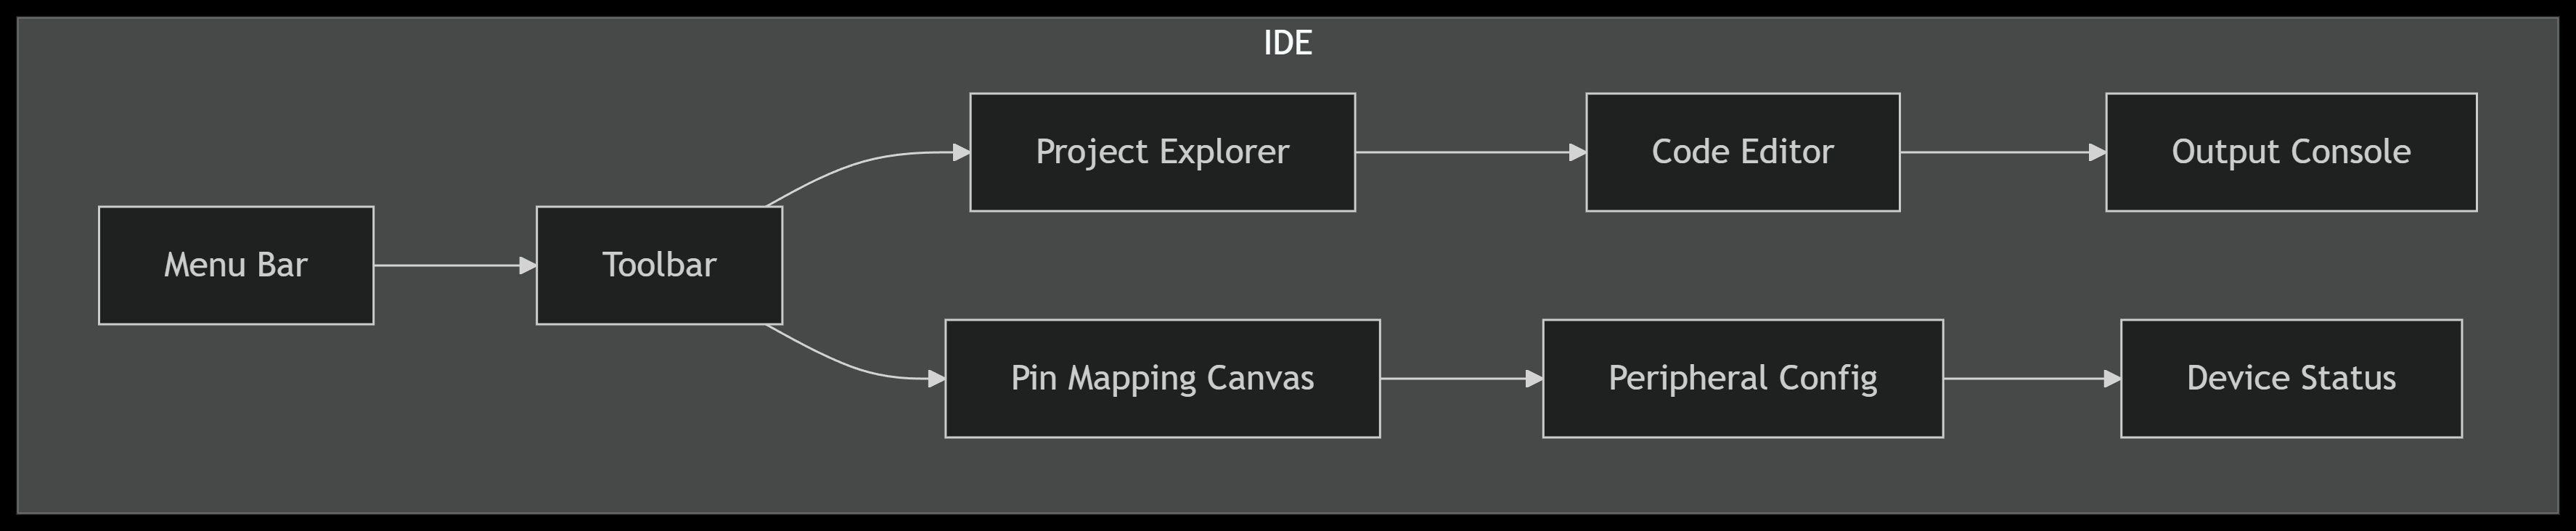 IDE
Menu Bar
Toolbar
Project Explorer
Code Editor
Output Console
Pin Mapping Canvas
Peripheral Config
Device Status